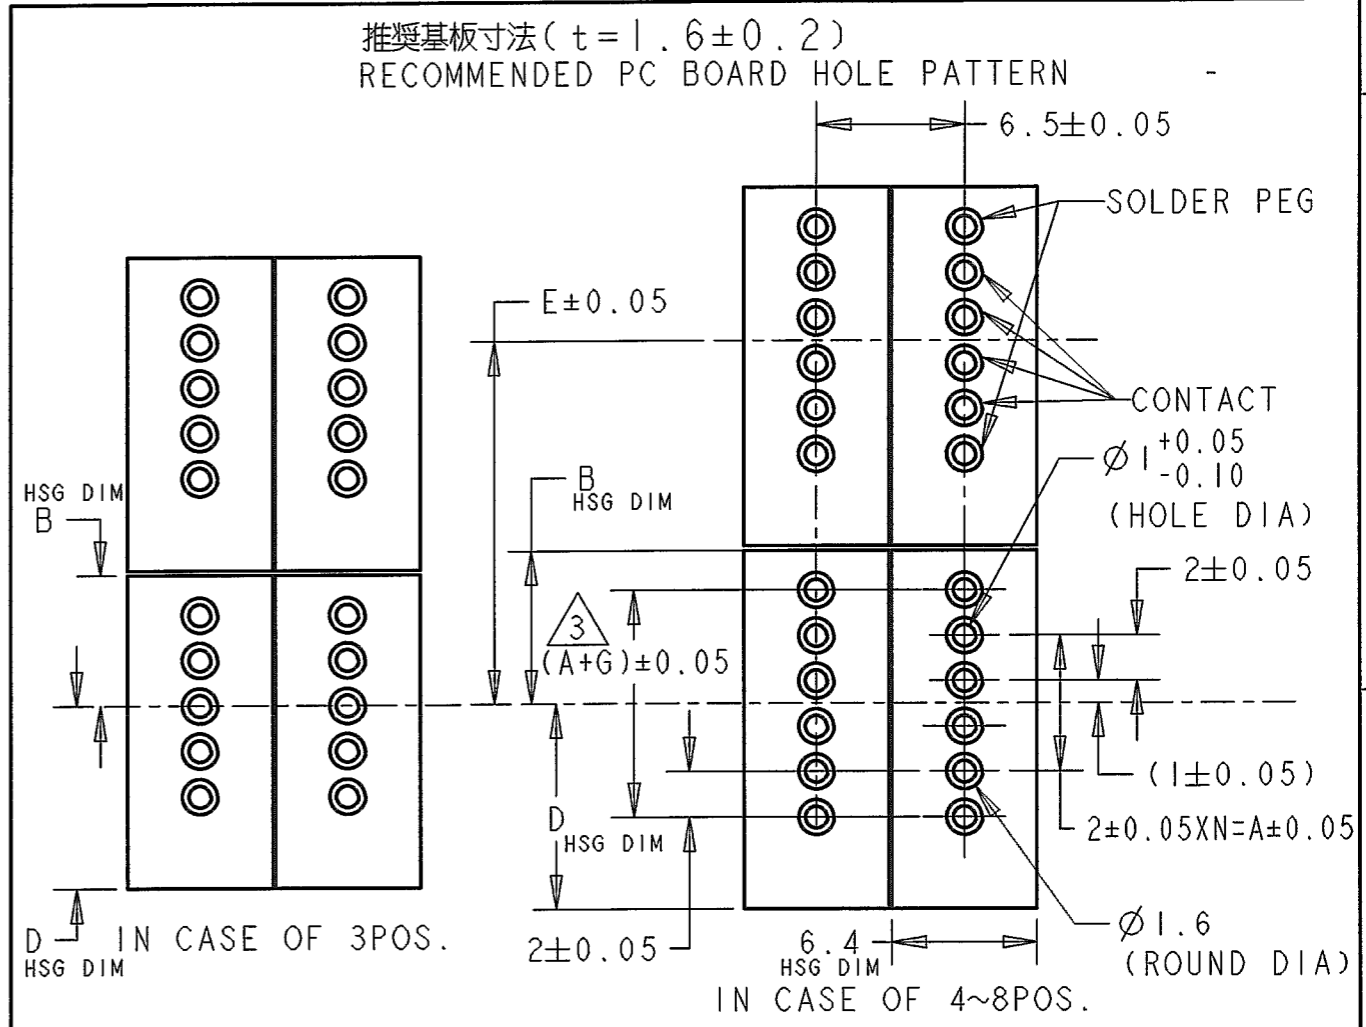 推奨基板寸法(t=1.6±0.2)
RECOMMENDED PC BOARD HOLE PATTERN
-
6.5±0.05
SOLDER PEG
E±0.05
CONTACT
Ø1 +0.05
-0.10
(HOLE DIA)
HSG DIM
B
B
HSG DIM
2±0.05
3
(A+G)±0.05
(1±0.05)
D
HSG DIM
2±0.05XN=A±0.05
D
HSG DIM
IN CASE OF 3POS.
2±0.05
6.4
HSG DIM
Ø1.6
(ROUND DIA)
IN CASE OF 4~8POS.